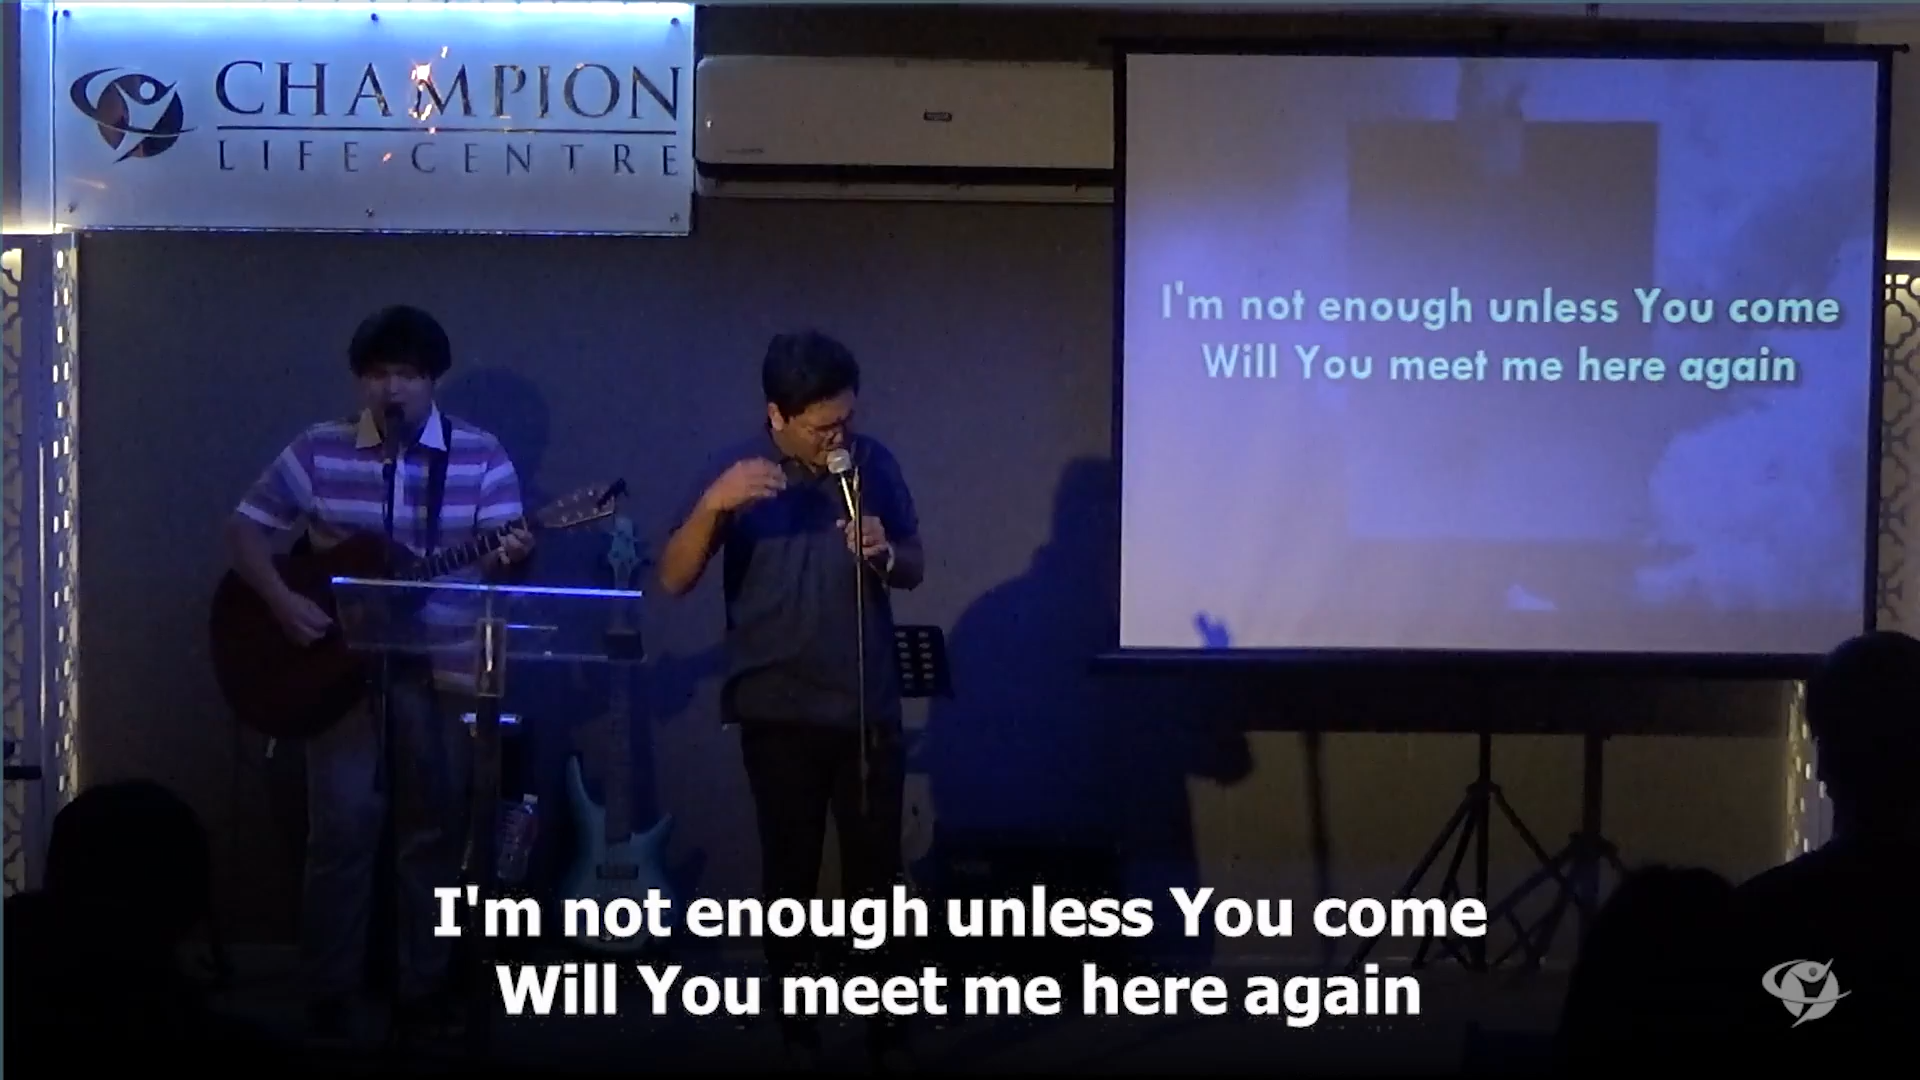 CHAMPION
LIFE CENTRE
I'm not enough unless You come
Will You meet me here again
I'm not enough unless You come
Will You meet me here again